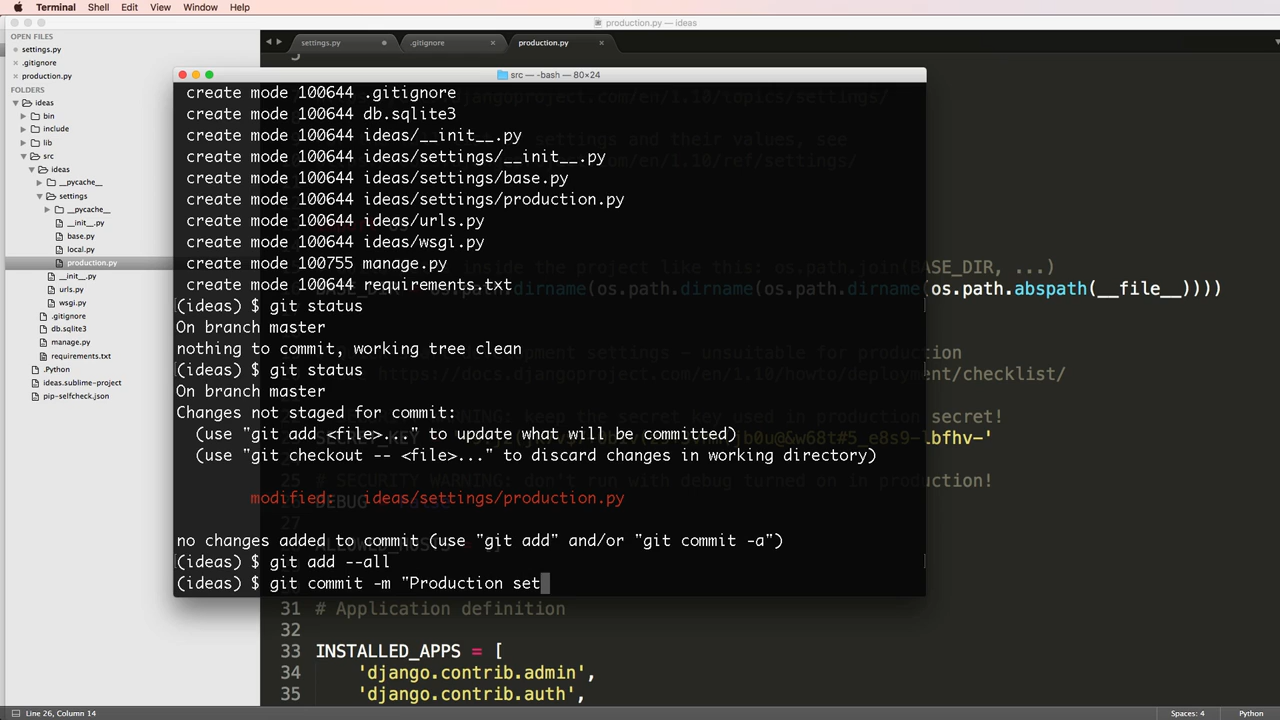 Terminal Shell Edit View Window Help
production.py — ideas
OPEN FILES
settings.py
.gitignore
production.py
FOLDERS
ideas
bin
include
lib
src
ideas
__pycache__
settings
__pycache__
__init__.py
base.py
local.py
production.py
__init__.py
urls.py
wsgi.py
.gitignore
db.sqlite3
manage.py
requirements.txt
.Python
ideas.sublime-project
pip-selfcheck.json
settings.py .gitignore production.py
src — -bash — 80×24
create mode 100644 .gitignore
create mode 100644 db.sqlite3
create mode 100644 ideas/__init__.py
create mode 100644 ideas/settings/__init__.py
create mode 100644 ideas/settings/base.py
create mode 100644 ideas/settings/production.py
create mode 100644 ideas/urls.py
create mode 100644 ideas/wsgi.py
create mode 100755 manage.py
create mode 100644 requirements.txt
(ideas) $ git status
On branch master
nothing to commit, working tree clean
(ideas) $ git status
On branch master
Changes not staged for commit:
(use "git add <file>..." to update what will be committed)
(use "git checkout -- <file>..." to discard changes in working directory)
modified: ideas/settings/production.py
no changes added to commit (use "git add" and/or "git commit -a")
(ideas) $ git add --all
(ideas) $ git commit -m "Production set
(os.path.abspath(__file__))))
31 # Application definition
32
33 INSTALLED_APPS = [
34 'django.contrib.admin',
35 'django.contrib.auth',
Line 26, Column 14
Spaces: 4 Python